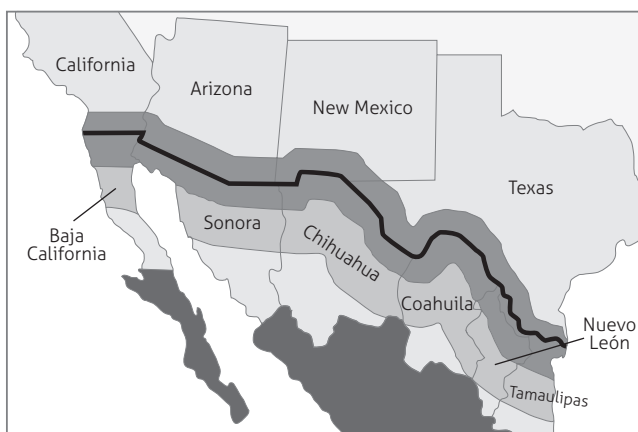 California
Arizona
New Mexico
Texas
Baja
California
Sonora
Chihuahua
Coahuila
Nuevo
León
Tamaulipas